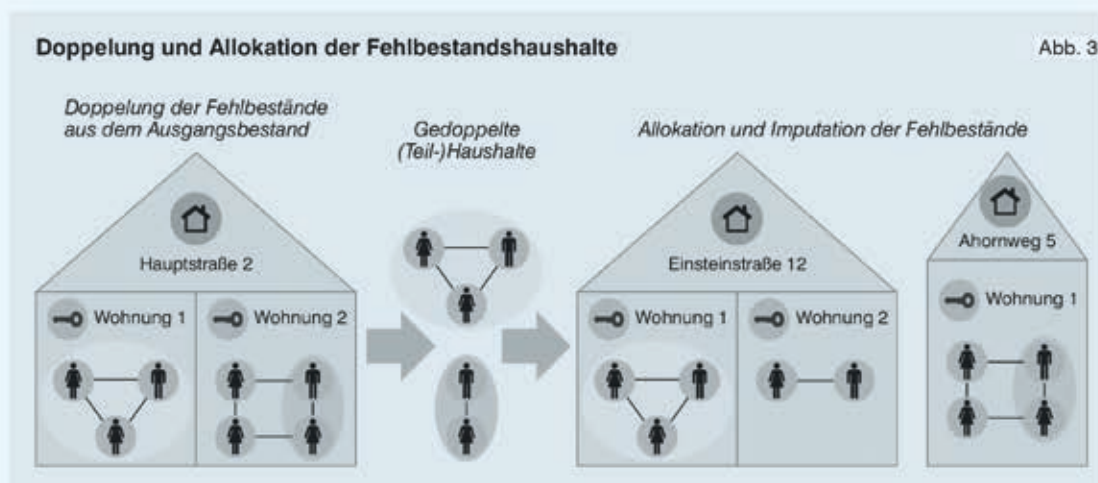 Doppelung und Allokation der Fehlbestandshaushalte
Abb. 3
Doppelung der Fehlbestände
aus dem Ausgangsbestand
Gedoppelte
(Teil-)Haushalte
Allokation und Imputation der Fehlbestände
Hauptstraße 2
Einsteinstraße 12
Ahornweg 5
Wohnung 1
Wohnung 2
Wohnung 1
Wohnung 2
Wohnung 1